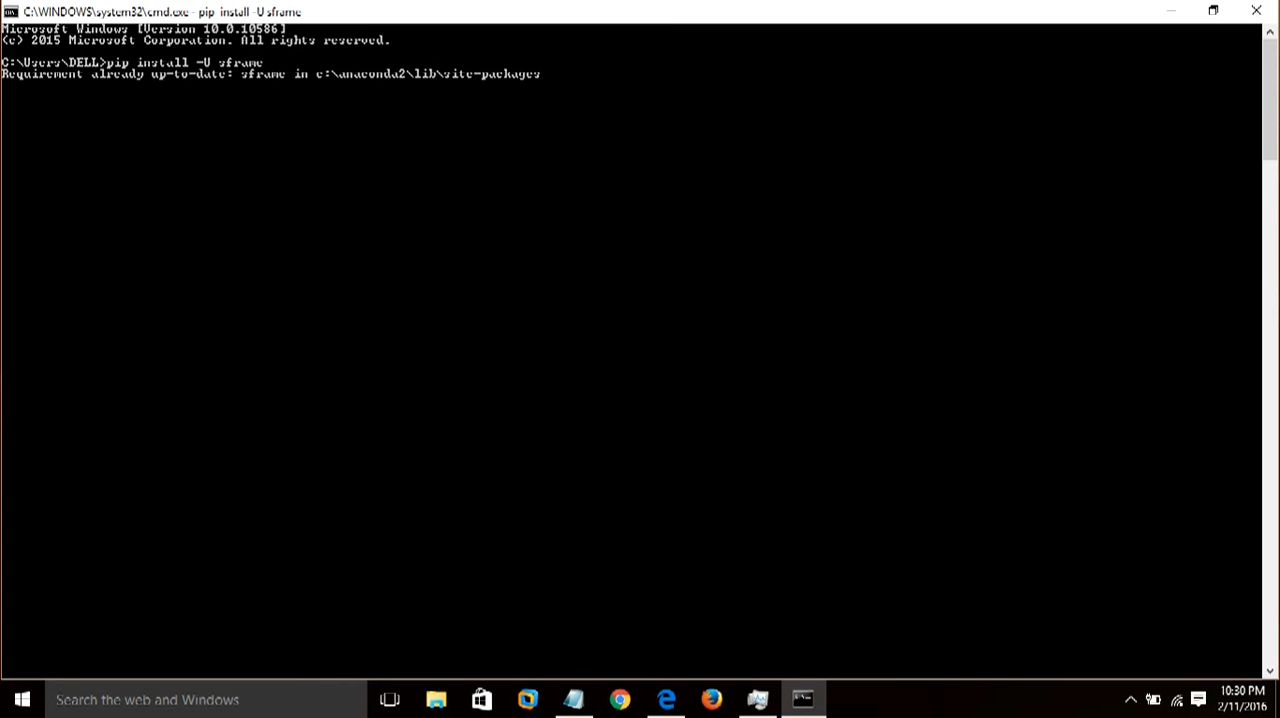 C:\WINDOWS\system32\cmd.exe - pip install -U sframe
Microsoft Windows [Version 10.0.10586]
(c) 2015 Microsoft Corporation. All rights reserved.
C:\Users\DELL>pip install -U sframe
Requirement already up-to-date: sframe in c:\anaconda2\lib\site-packages
Search the web and Windows
10:30 PM
2/11/2016